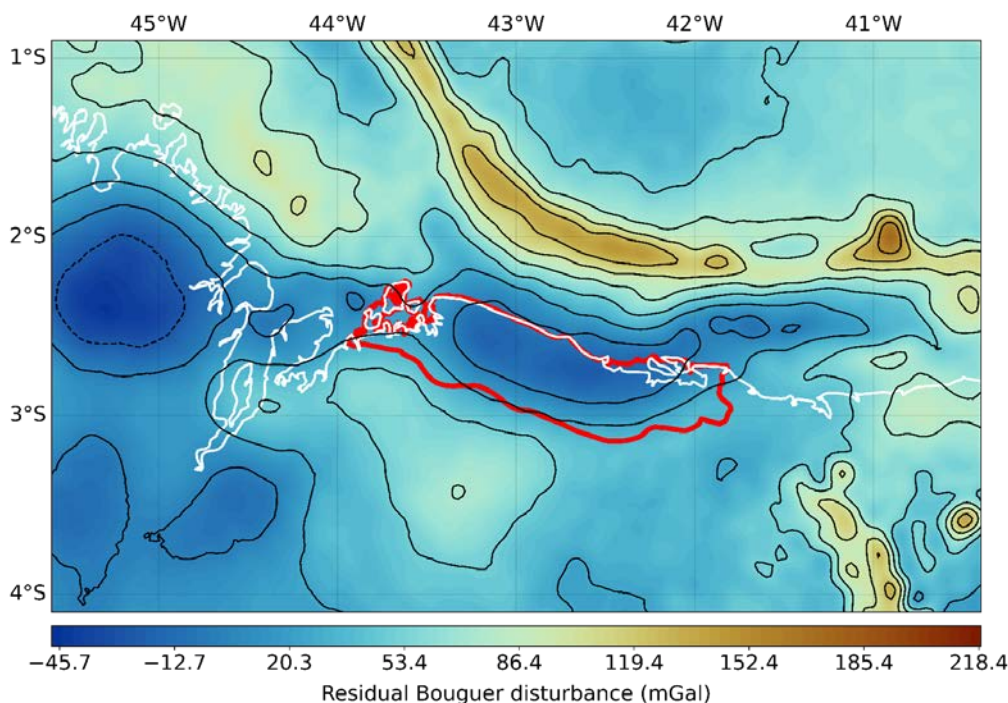 45°W 44°W 43°W 42°W 41°W
1°S
2°S
3°S
4°S
−45.7 −12.7 20.3 53.4 86.4 119.4 152.4 185.4 218.4
Residual Bouguer disturbance (mGal)